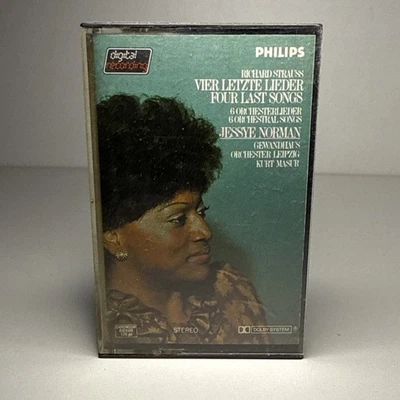 digital
recording
PHILIPS
RICHARD STRAUSS
VIER LETZTE LIEDER
FOUR LAST SONGS
6 ORCHESTERLIEDER
6 ORCHESTRAL SONGS
JESSYE NORMAN
GEWANDHAUS
ORCHESTER LEIPZIG
KURT MASUR
STEREO
DOLBY SYSTEM